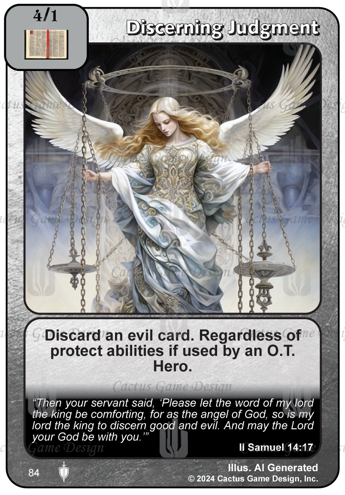 4/1
Discerning Judgment
Discard an evil card. Regardless of
protect abilities if used by an O.T.
Hero.
Cactus Game Design
"Then your servant said, 'Please let the word of my lord
the king be comforting, for as the angel of God, so is my
lord the king to discern good and evil. And may the Lord
your God be with you.'"
II Samuel 14:17
84
Illus. AI Generated
© 2024 Cactus Game Design, Inc.